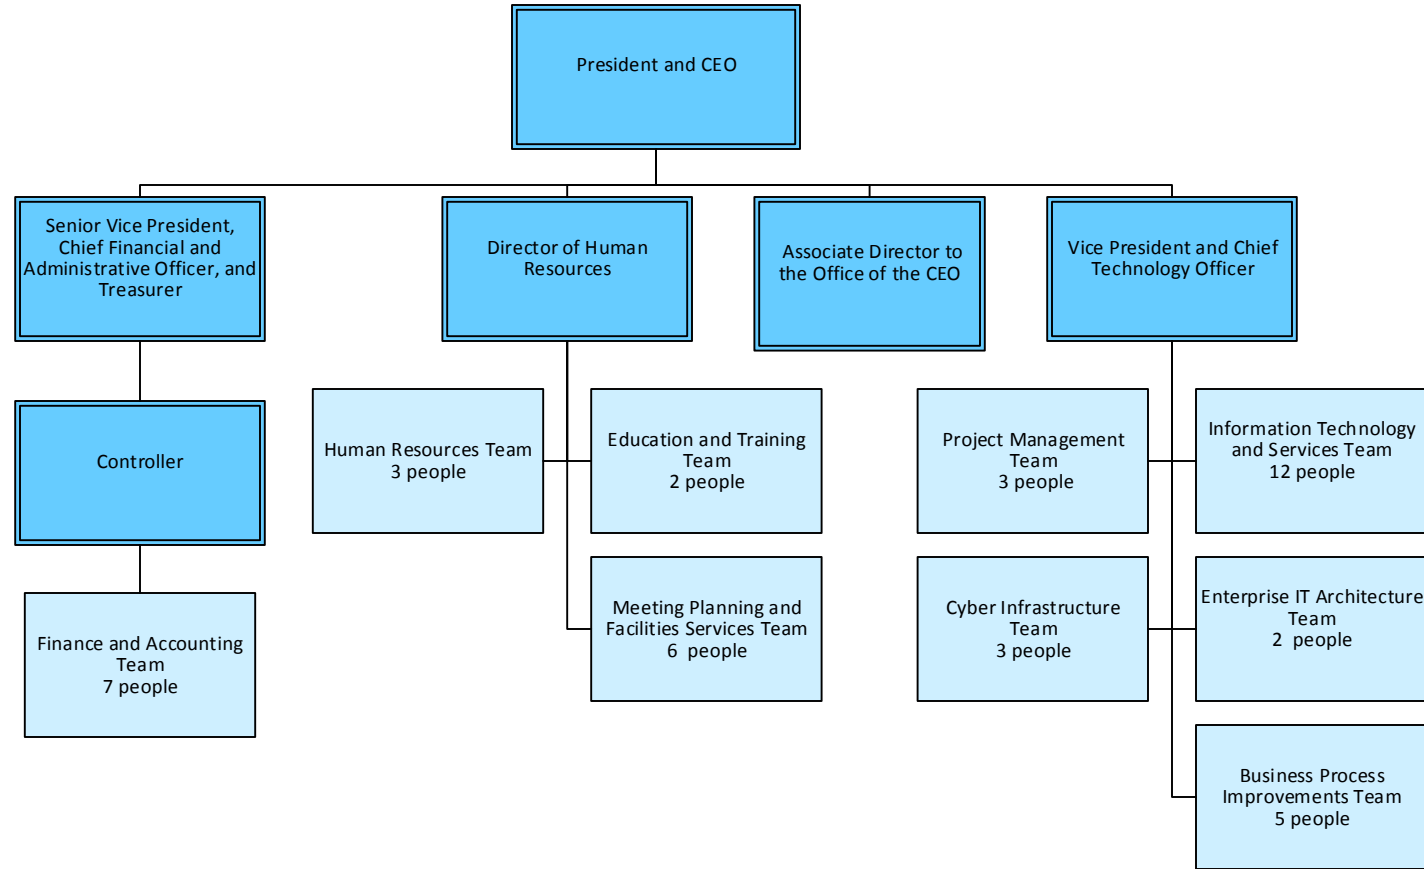 President and CEO
Senior Vice President,
Chief Financial and
Administrative Officer, and
Treasurer
Director of Human
Resources
Associate Director to
the Office of the CEO
Vice President and Chief
Technology Officer
Controller
Human Resources Team
3 people
Education and Training
Team
2 people
Project Management
Team
3 people
Information Technology
and Services Team
12 people
Finance and Accounting
Team
7 people
Meeting Planning and
Facilities Services Team
6 people
Cyber Infrastructure
Team
3 people
Enterprise IT Architecture
Team
2 people
Business Process
Improvements Team
5 people